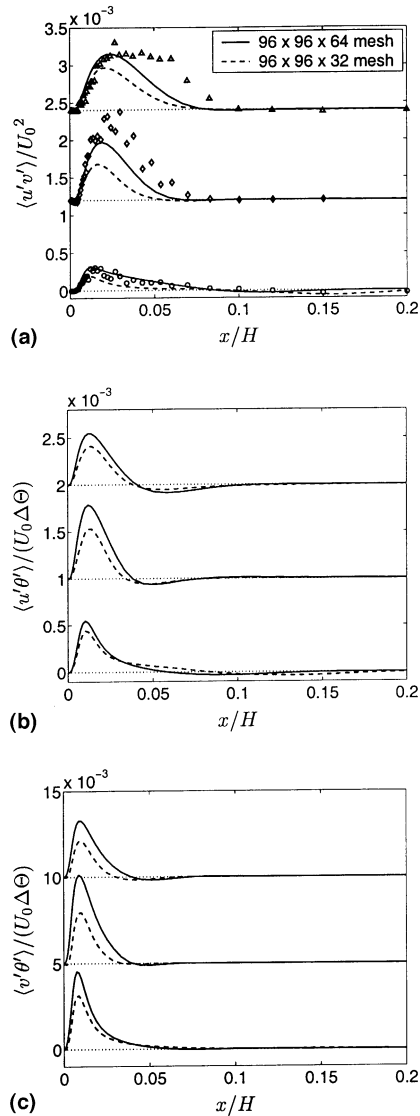 (a)
x 10 −3
3.5
3
2.5
2
1.5
1
0.5
0
⟨u′v′⟩/U₀²
96 x 96 x 64 mesh
96 x 96 x 32 mesh
0 0.05 0.1 0.15 0.2
x/H
x 10 −3
2.5
2
1.5
1
0.5
0
⟨u′θ′⟩/(U₀ΔΘ)
0 0.05 0.1 0.15 0.2
(b)
x/H
x 10 −3
15
10
5
0
⟨v′θ′⟩/(U₀ΔΘ)
0 0.05 0.1 0.15 0.2
(c)
x/H